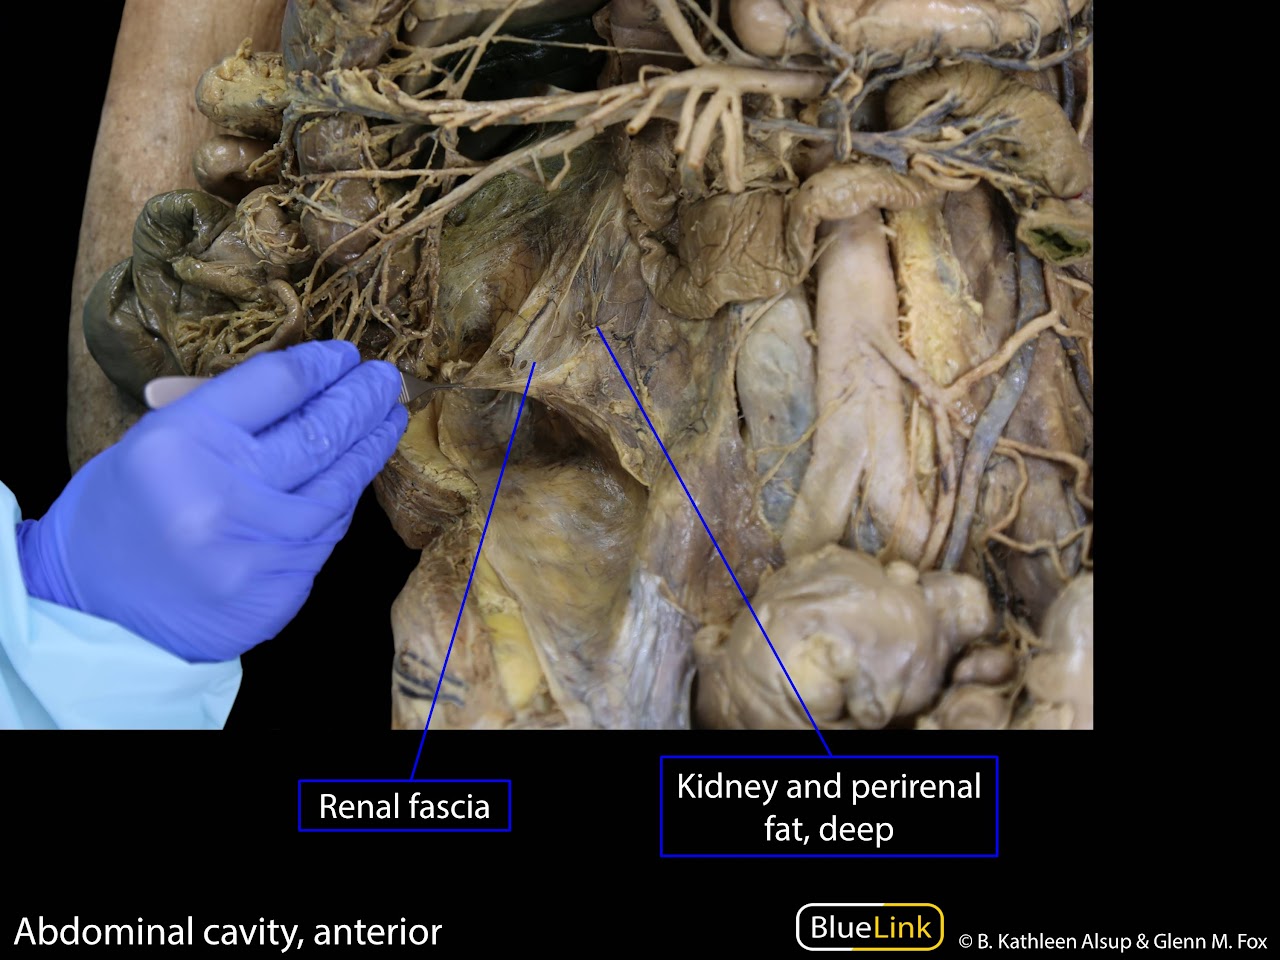 Renal fascia
Kidney and perirenal
fat, deep
Abdominal cavity, anterior
BlueLink
© B. Kathleen Alsup & Glenn M. Fox